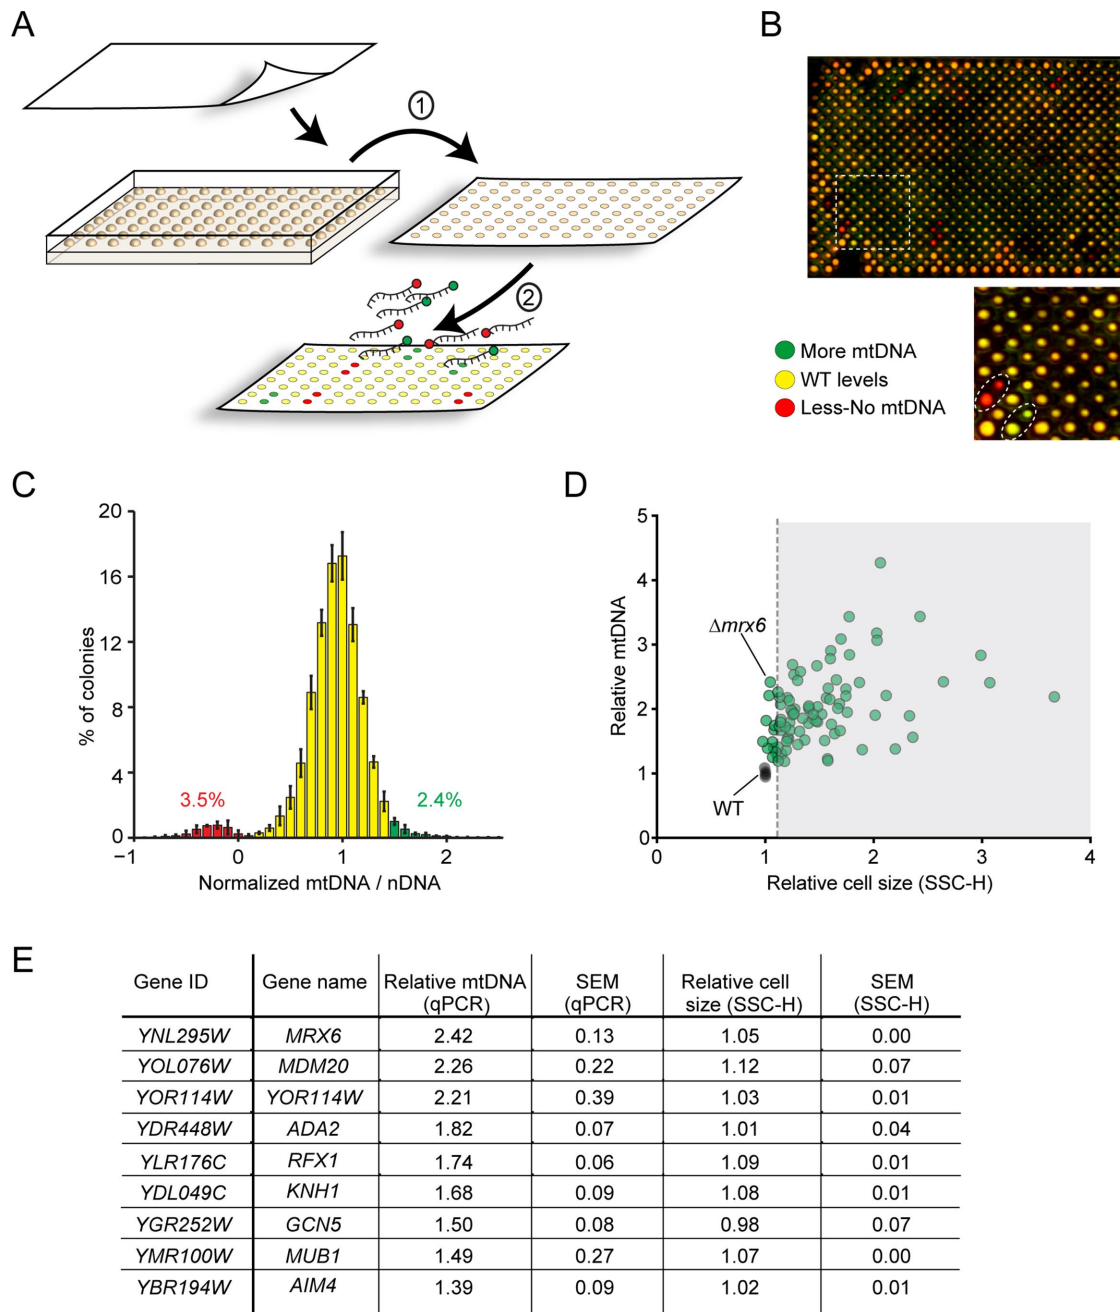 A
B
1
2
More mtDNA
WT levels
Less-No mtDNA
C
% of colonies
20
16
12
8
4
0
3.5%
2.4%
−1
0
1
2
Normalized mtDNA / nDNA
D
Relative mtDNA
5
4
3
2
1
0
Δmrx6
WT
0
1
2
3
4
Relative cell size (SSC-H)
E
Gene ID Gene name Relative mtDNA (qPCR) SEM (qPCR) Relative cell size (SSC-H) SEM (SSC-H)
YNL295W MRX6 2.42 0.13 1.05 0.00
YOL076W MDM20 2.26 0.22 1.12 0.07
YOR114W YOR114W 2.21 0.39 1.03 0.01
YDR448W ADA2 1.82 0.07 1.01 0.04
YLR176C RFX1 1.74 0.06 1.09 0.01
YDL049C KNH1 1.68 0.09 1.08 0.01
YGR252W GCN5 1.50 0.08 0.98 0.07
YMR100W MUB1 1.49 0.27 1.07 0.00
YBR194W AIM4 1.39 0.09 1.02 0.01